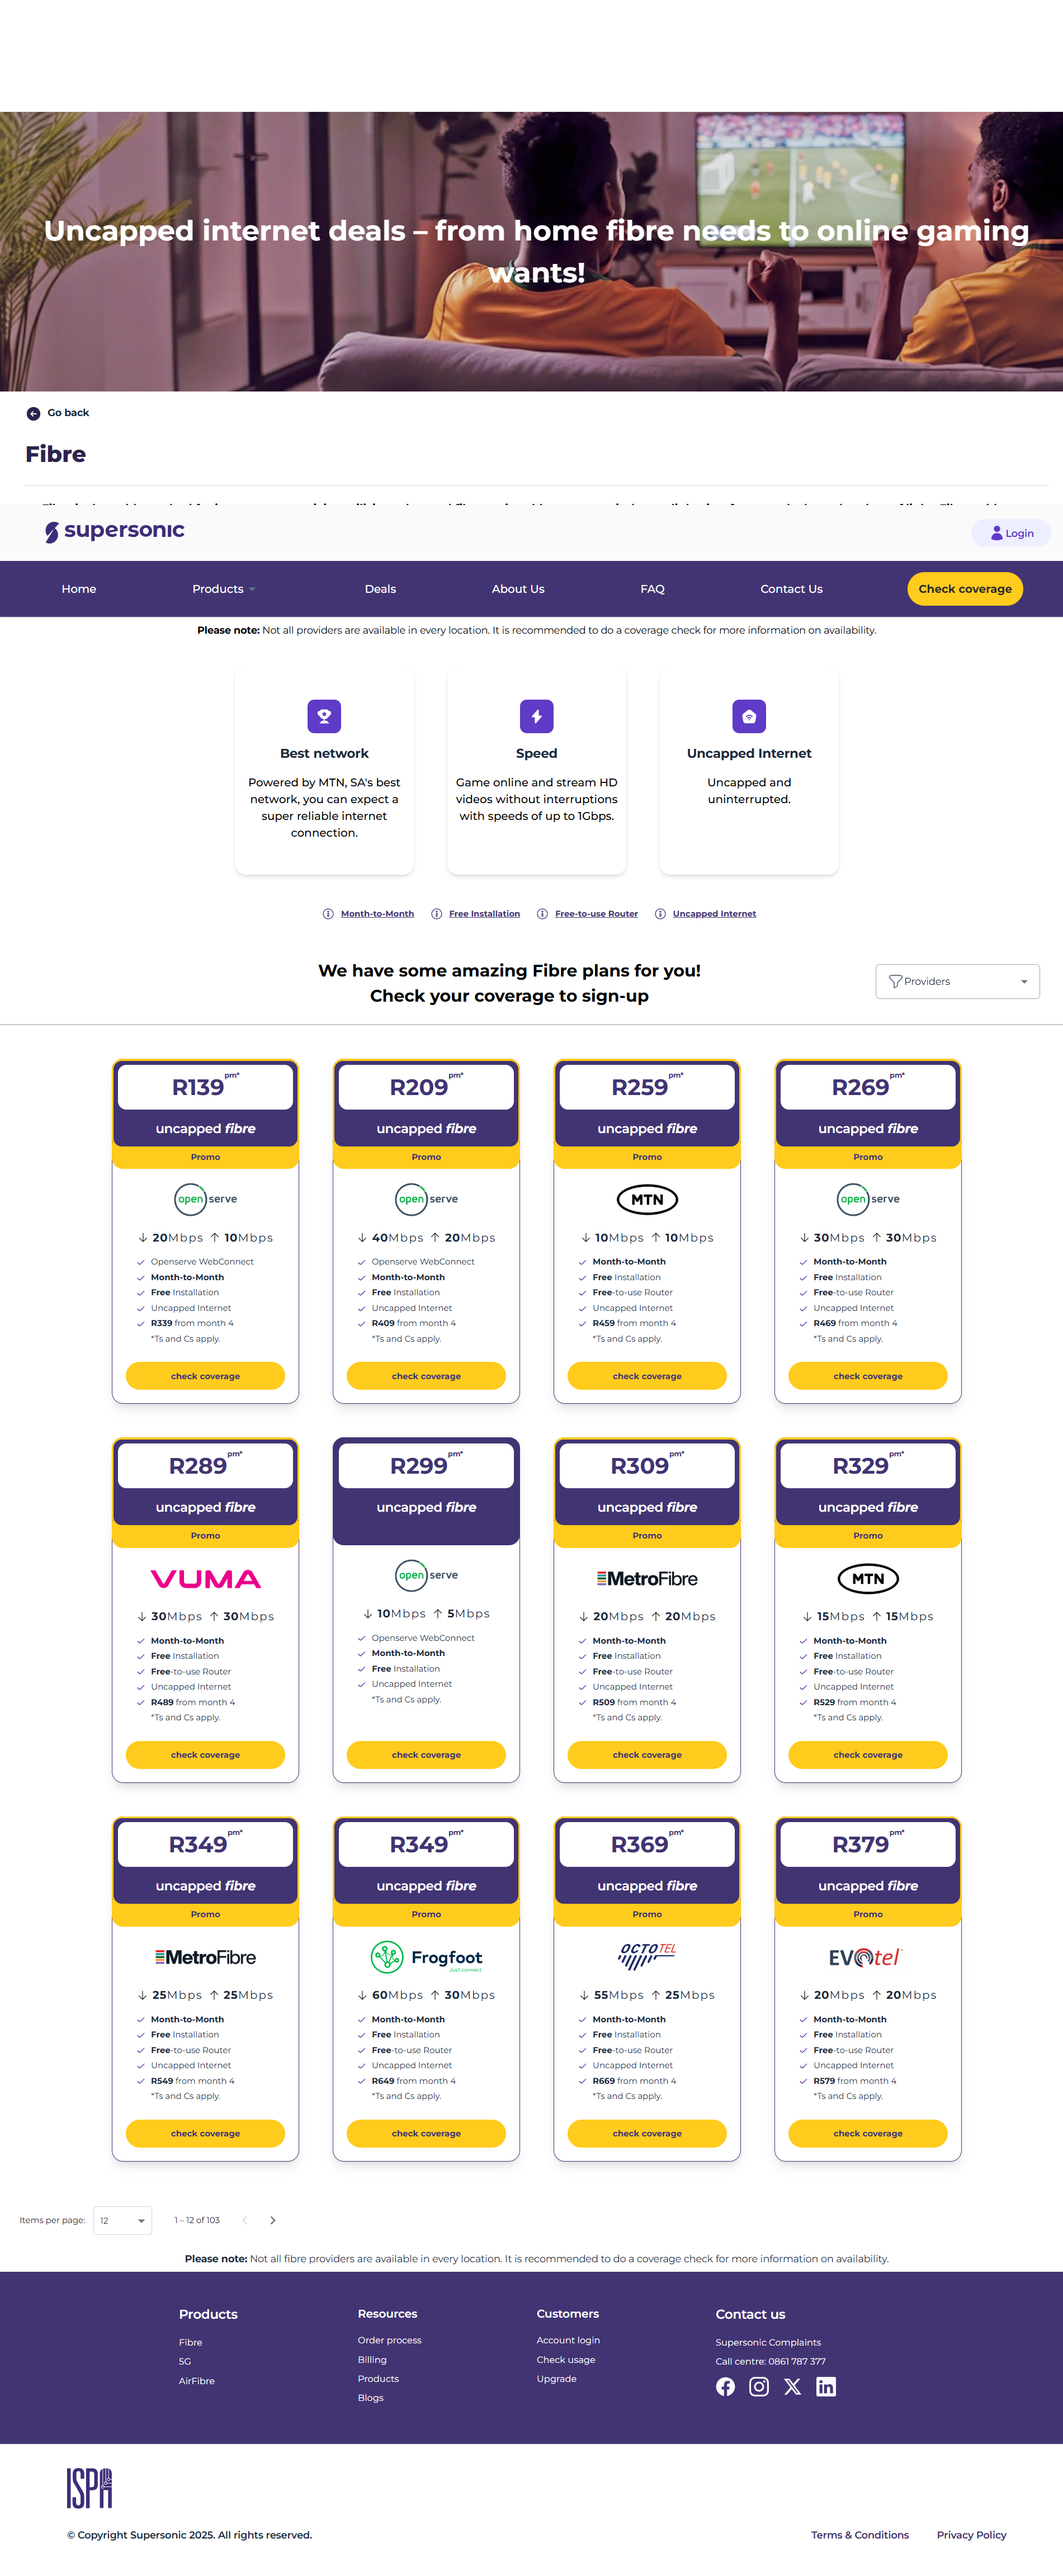 Uncapped internet deals – from home fibre needs to online gaming
wants!
Go back
Fibre
supersonic
Login
Home
Products
Deals
About Us
FAQ
Contact Us
Check coverage
Please note: Not all providers are available in every location. It is recommended to do a coverage check for more information on availability.
Best network
Powered by MTN, SA's best
network, you can expect a
super reliable internet
connection.
Speed
Game online and stream HD
videos without interruptions
with speeds of up to 1Gbps.
Uncapped Internet
Uncapped and
uninterrupted.
Month-to-Month
Free Installation
Free-to-use Router
Uncapped Internet
We have some amazing Fibre plans for you!
Check your coverage to sign-up
Providers
R139 pm*
uncapped fibre
Promo
openserve
20Mbps 10Mbps
Openserve WebConnect
Month-to-Month
Free Installation
Uncapped Internet
R339 from month 4
*Ts and Cs apply.
check coverage
R209 pm*
uncapped fibre
Promo
openserve
40Mbps 20Mbps
Openserve WebConnect
Month-to-Month
Free Installation
Uncapped Internet
R409 from month 4
*Ts and Cs apply.
check coverage
R259 pm*
uncapped fibre
Promo
MTN
10Mbps 10Mbps
Month-to-Month
Free Installation
Free-to-use Router
Uncapped Internet
R459 from month 4
*Ts and Cs apply.
check coverage
R269 pm*
uncapped fibre
Promo
openserve
30Mbps 30Mbps
Month-to-Month
Free Installation
Free-to-use Router
Uncapped Internet
R469 from month 4
*Ts and Cs apply.
check coverage
R289 pm*
uncapped fibre
Promo
VUMA
30Mbps 30Mbps
Month-to-Month
Free Installation
Free-to-use Router
Uncapped Internet
R489 from month 4
*Ts and Cs apply.
check coverage
R299 pm*
uncapped fibre
openserve
10Mbps 5Mbps
Openserve WebConnect
Month-to-Month
Free Installation
Uncapped Internet
*Ts and Cs apply.
check coverage
R309 pm*
uncapped fibre
Promo
MetroFibre
20Mbps 20Mbps
Month-to-Month
Free Installation
Free-to-use Router
Uncapped Internet
R509 from month 4
*Ts and Cs apply.
check coverage
R329 pm*
uncapped fibre
Promo
MTN
15Mbps 15Mbps
Month-to-Month
Free Installation
Free-to-use Router
Uncapped Internet
R529 from month 4
*Ts and Cs apply.
check coverage
R349 pm*
uncapped fibre
Promo
MetroFibre
25Mbps 25Mbps
Month-to-Month
Free Installation
Free-to-use Router
Uncapped Internet
R549 from month 4
*Ts and Cs apply.
check coverage
R349 pm*
uncapped fibre
Promo
Frogfoot
Just connect
60Mbps 30Mbps
Month-to-Month
Free Installation
Free-to-use Router
Uncapped Internet
R649 from month 4
*Ts and Cs apply.
check coverage
R369 pm*
uncapped fibre
Promo
OCTOTEL
55Mbps 25Mbps
Month-to-Month
Free Installation
Free-to-use Router
Uncapped Internet
R669 from month 4
*Ts and Cs apply.
check coverage
R379 pm*
uncapped fibre
Promo
EVOtel
20Mbps 20Mbps
Month-to-Month
Free Installation
Free-to-use Router
Uncapped Internet
R579 from month 4
*Ts and Cs apply.
check coverage
Items per page: 12 1 – 12 of 103
Please note: Not all fibre providers are available in every location. It is recommended to do a coverage check for more information on availability.
Products
Fibre
5G
AirFibre
Resources
Order process
Billing
Products
Blogs
Customers
Account login
Check usage
Upgrade
Contact us
Supersonic Complaints
Call centre: 0861 787 377
ISPA
© Copyright Supersonic 2025. All rights reserved.
Terms & Conditions
Privacy Policy